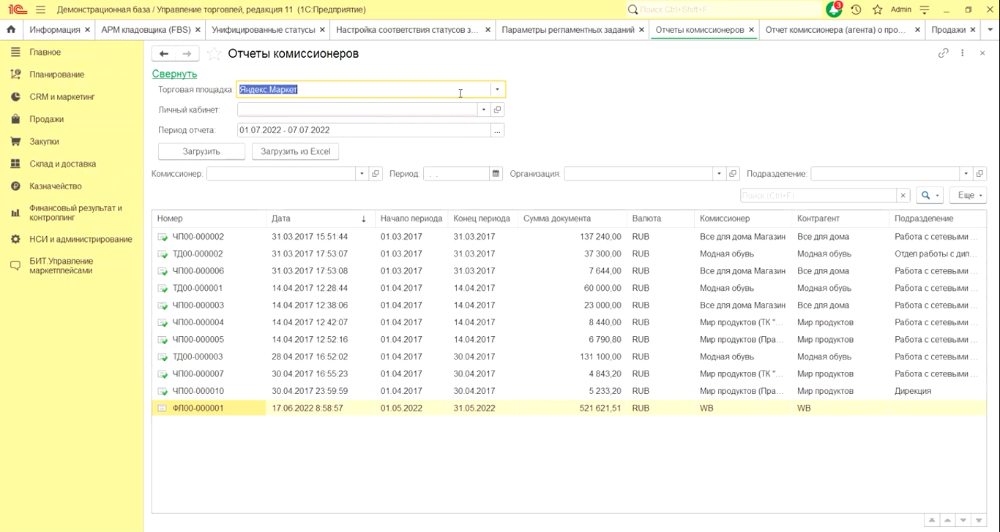 1С Демонстрационная база / Управление торговлей, редакция 11 (1С:Предприятие) Поиск Ctrl+Shift+F 3 Admin
Информация АРМ кладовщика (FBS) Унифицированные статусы Настройка соответствия статусов з... Параметры регламентных заданий Отчеты комиссионеров Отчет комиссионера (агента) о про... Продажи
Главное
Планирование
CRM и маркетинг
Продажи
Закупки
Склад и доставка
Казначейство
Финансовый результат и
контроллинг
НСИ и администрирование
БИТ.Управление
маркетплейсами
Отчеты комиссионеров
Свернуть
Торговая площадка: Яндекс.Маркет
Личный кабинет:
Период отчета: 01.07.2022 - 07.07.2022 ...
Загрузить Загрузить из Excel
Комиссионер: Период: . . Организация: Подразделение:
Поиск (Ctrl+F) Еще
Номер Дата Начало периода Конец периода Сумма документа Валюта Комиссионер Контрагент Подразделение
ЧП00-000002 31.03.2017 15:51:44 01.03.2017 31.03.2017 137 240,00 RUB Все для дома Магазин Все для дома Работа с сетевыми ...
ТД00-000002 31.03.2017 17:53:07 01.03.2017 31.03.2017 37 300,00 RUB Модная обувь Модная обувь Отдел работы с дил...
ЧП00-000006 31.03.2017 17:53:08 01.03.2017 31.03.2017 7 644,00 RUB Все для дома Магазин Все для дома Работа с сетевыми ...
ТД00-000001 14.04.2017 12:28:44 01.04.2017 14.04.2017 60 000,00 RUB Модная обувь Модная обувь Работа с сетевыми ...
ЧП00-000003 14.04.2017 12:38:06 01.04.2017 14.04.2017 23 000,00 RUB Все для дома Магазин Все для дома Работа с сетевыми ...
ЧП00-000004 14.04.2017 12:42:07 01.04.2017 14.04.2017 8 440,00 RUB Мир продуктов (ТК "... Мир продуктов Работа с сетевыми ...
ЧП00-000005 14.04.2017 12:52:16 01.04.2017 14.04.2017 6 790,80 RUB Мир продуктов (Пра... Мир продуктов Работа с сетевыми ...
ТД00-000003 28.04.2017 16:52:02 01.04.2017 30.04.2017 131 100,00 RUB Модная обувь Модная обувь Работа с сетевыми ...
ЧП00-000007 30.04.2017 16:55:23 01.04.2017 30.04.2017 4 843,20 RUB Мир продуктов (ТК "... Мир продуктов Работа с сетевыми ...
ЧП00-000010 30.04.2017 23:59:59 01.04.2017 30.04.2017 5 233,20 RUB Мир продуктов (Пра... Мир продуктов Дирекция
ФЛ00-000001 17.06.2022 8:58:57 01.05.2022 31.05.2022 521 621,51 RUB WB WB